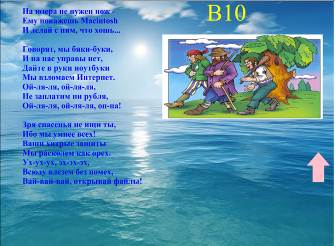 На юзера не нужен нож
Ему покажешь Macintosh
И делай с ним, что хошь...
Говорят, мы бяки-буки,
И на нас управы нет,
Дайте в руки ноутбуки
Мы взломаем Интернет.
Ой-ля-ля, ой-ля-ля,
Не заплатим ни рубля,
Ой-ля-ля, ой-ля-ля, оп-ца!
Зря спасенья не ищи ты,
Ибо мы умнее всех!
Ваши хитрые защиты
Мы расколем как орех.
Ух-ух-ух, эх-эх-эх,
Всюду влезем без помех,
Вай-вай-вай, открывай файлы!
В10